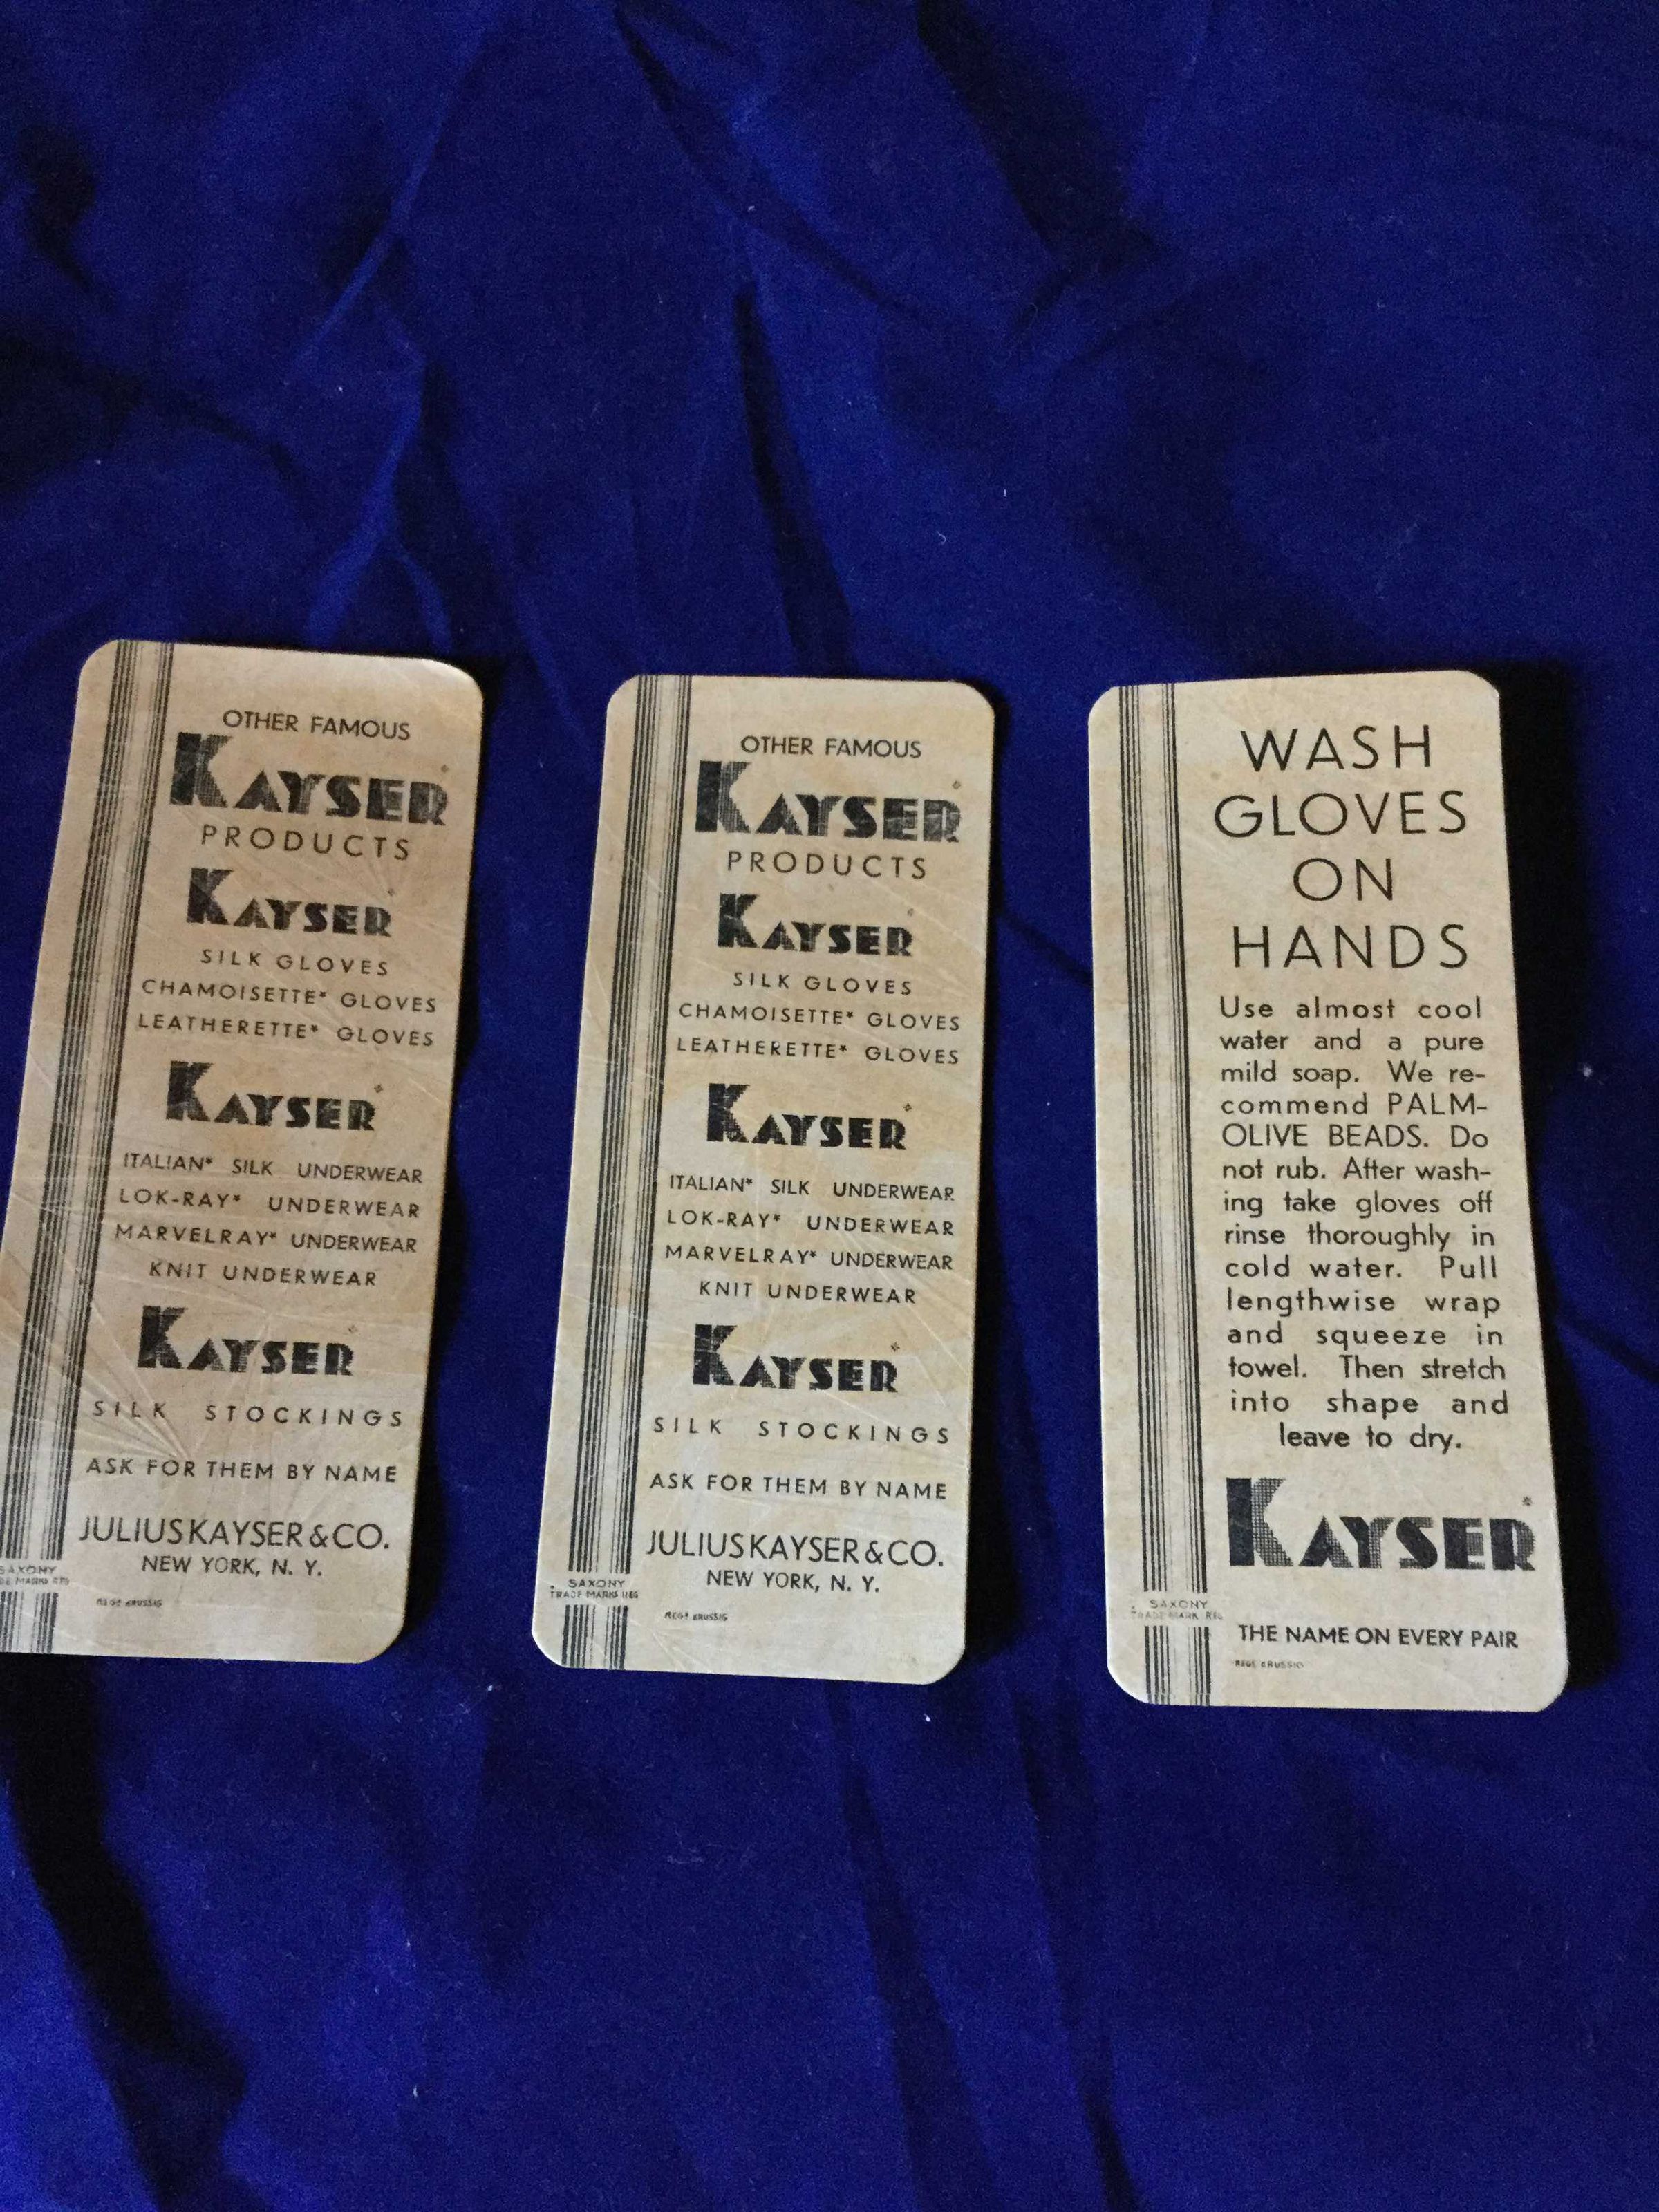 OTHER FAMOUS
KAYSER
PRODUCTS
KAYSER
SILK GLOVES
CHAMOISETTE* GLOVES
LEATHERETTE* GLOVES
KAYSER
ITALIAN* SILK UNDERWEAR
LOK-RAY* UNDERWEAR
MARVELRAY* UNDERWEAR
KNIT UNDERWEAR
KAYSER
SILK STOCKINGS
ASK FOR THEM BY NAME
JULIUS KAYSER & CO.
NEW YORK, N. Y.
SAXONY
OTHER FAMOUS
KAYSER
PRODUCTS
KAYSER
SILK GLOVES
CHAMOISETTE* GLOVES
LEATHERETTE* GLOVES
KAYSER
ITALIAN* SILK UNDERWEAR
LOK-RAY* UNDERWEAR
MARVELRAY* UNDERWEAR
KNIT UNDERWEAR
KAYSER
SILK STOCKINGS
ASK FOR THEM BY NAME
JULIUS KAYSER & CO.
NEW YORK, N. Y.
SAXONY
TRADE MARK
WASH
GLOVES
ON
HANDS
Use almost cool
water and a pure
mild soap. We re-
commend PALM-
OLIVE BEADS. Do
not rub. After wash-
ing take gloves off
rinse thoroughly in
cold water. Pull
lengthwise wrap
and squeeze in
towel. Then stretch
into shape and
leave to dry.
KAYSER
SAXONY
TRADE MARK
THE NAME ON EVERY PAIR